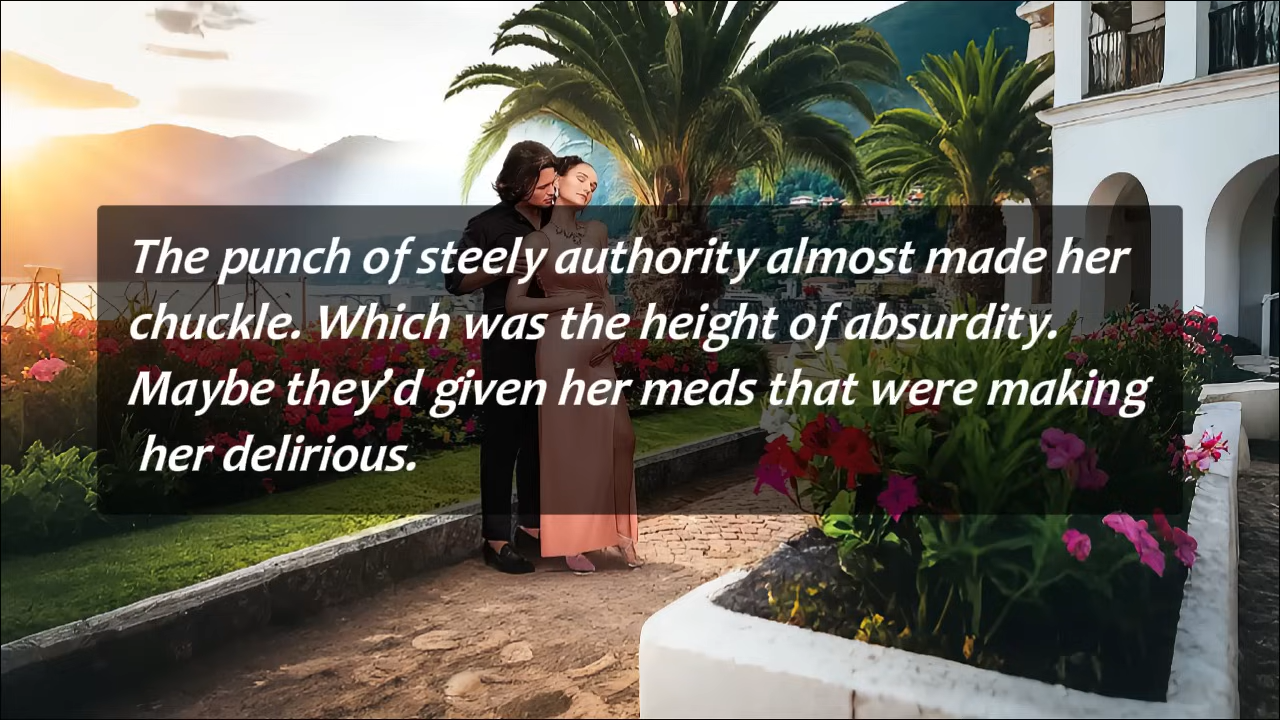 The punch of steely authority almost made her
chuckle. Which was the height of absurdity.
Maybe they’d given her meds that were making
her delirious.